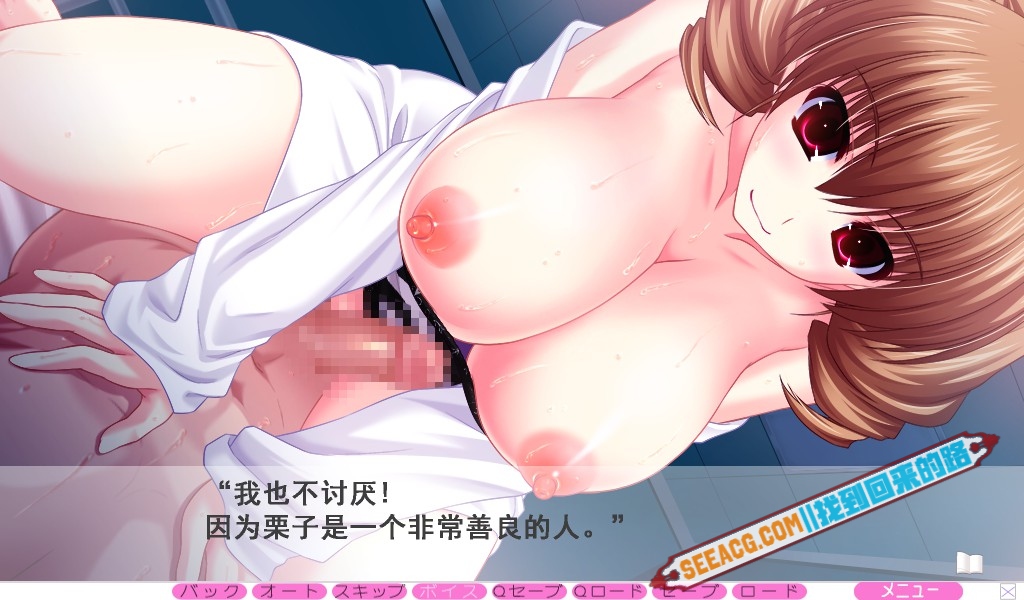 “我也不讨厌！
因为栗子是一个非常善良的人。”
SEEACG.COM||找到回来的路
バック オート スキップ ボイス Qセーブ Qロード セーブ ロード メニュー